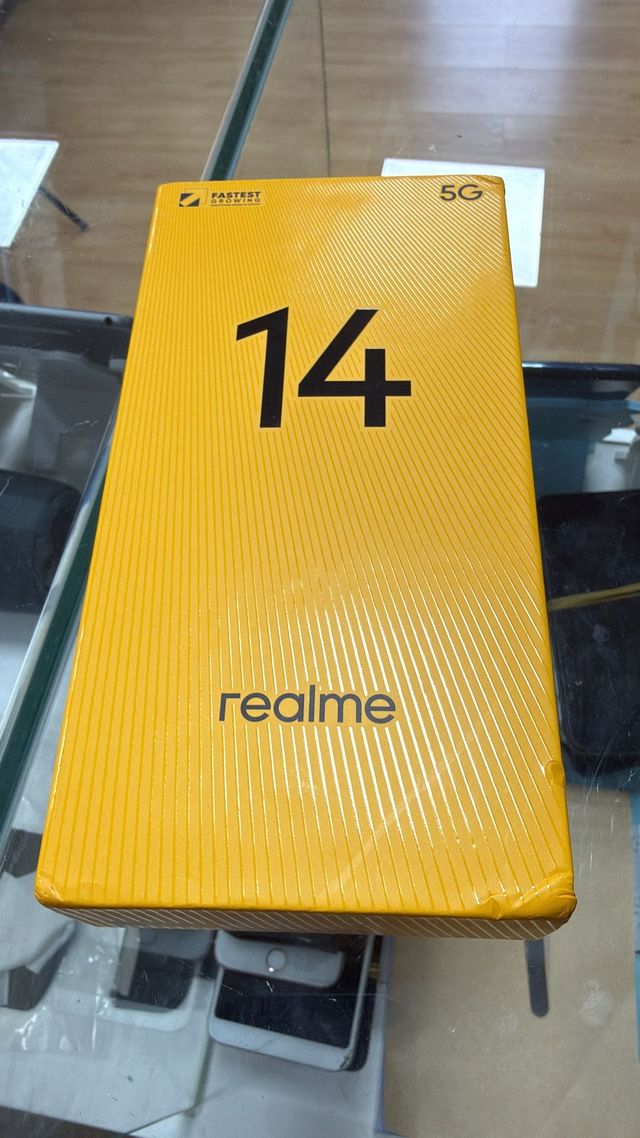 FASTEST
GROWING
5G
14
realme